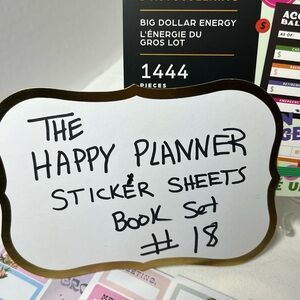 BIG DOLLAR ENERGY
L'ÉNERGIE DU
GROS LOT
1444
PIECES
THE
HAPPY PLANNER
STICKER SHEETS
BOOK Set
# 18